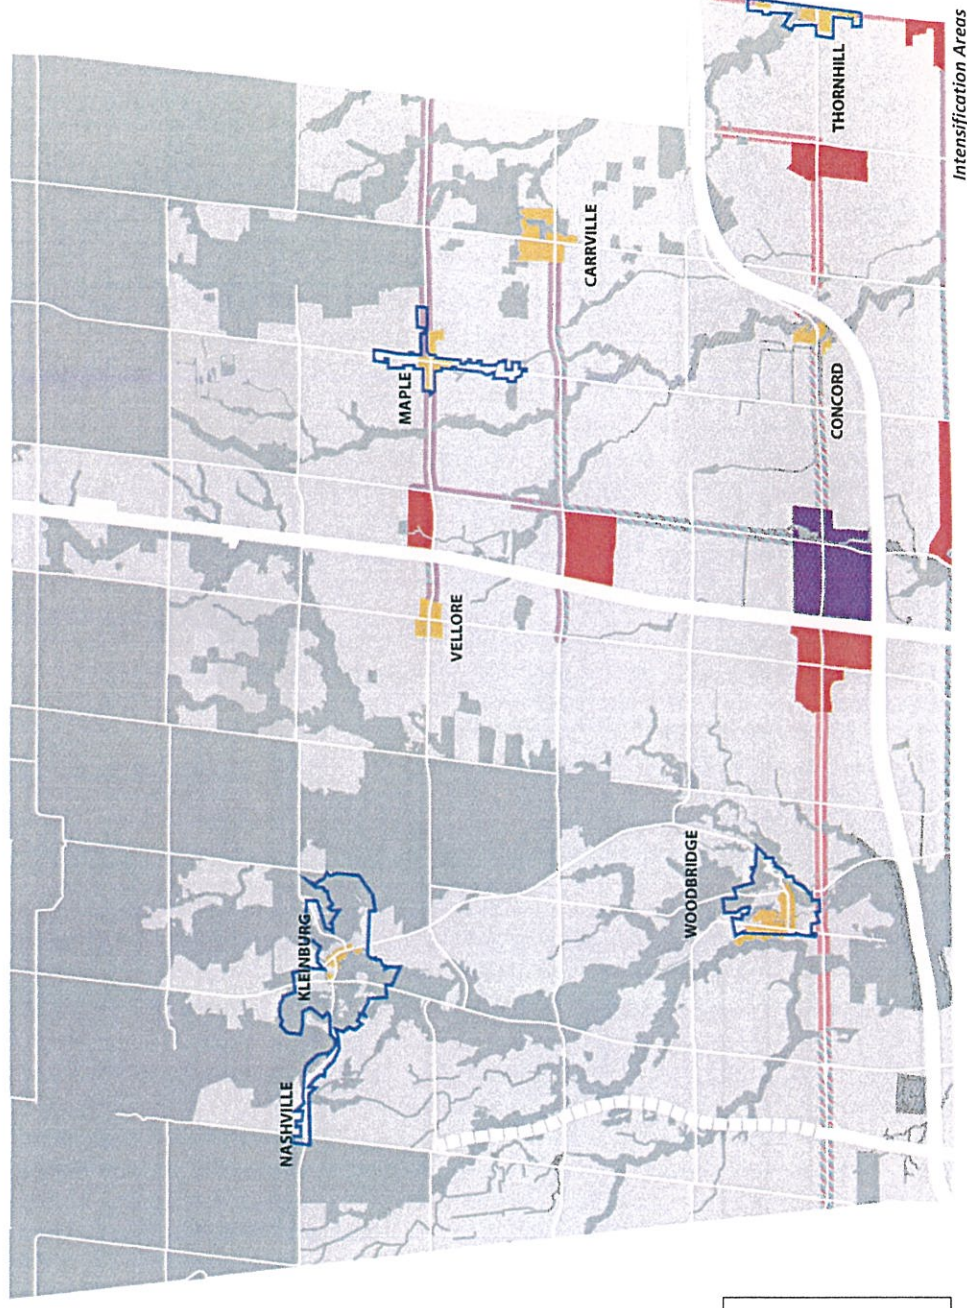 NASHVILLE
KLEINBURG
WOODBRIDGE
VELLORE
MAPLE
CARRVILLE
CONCORD
THORNHILL
Intensification Areas